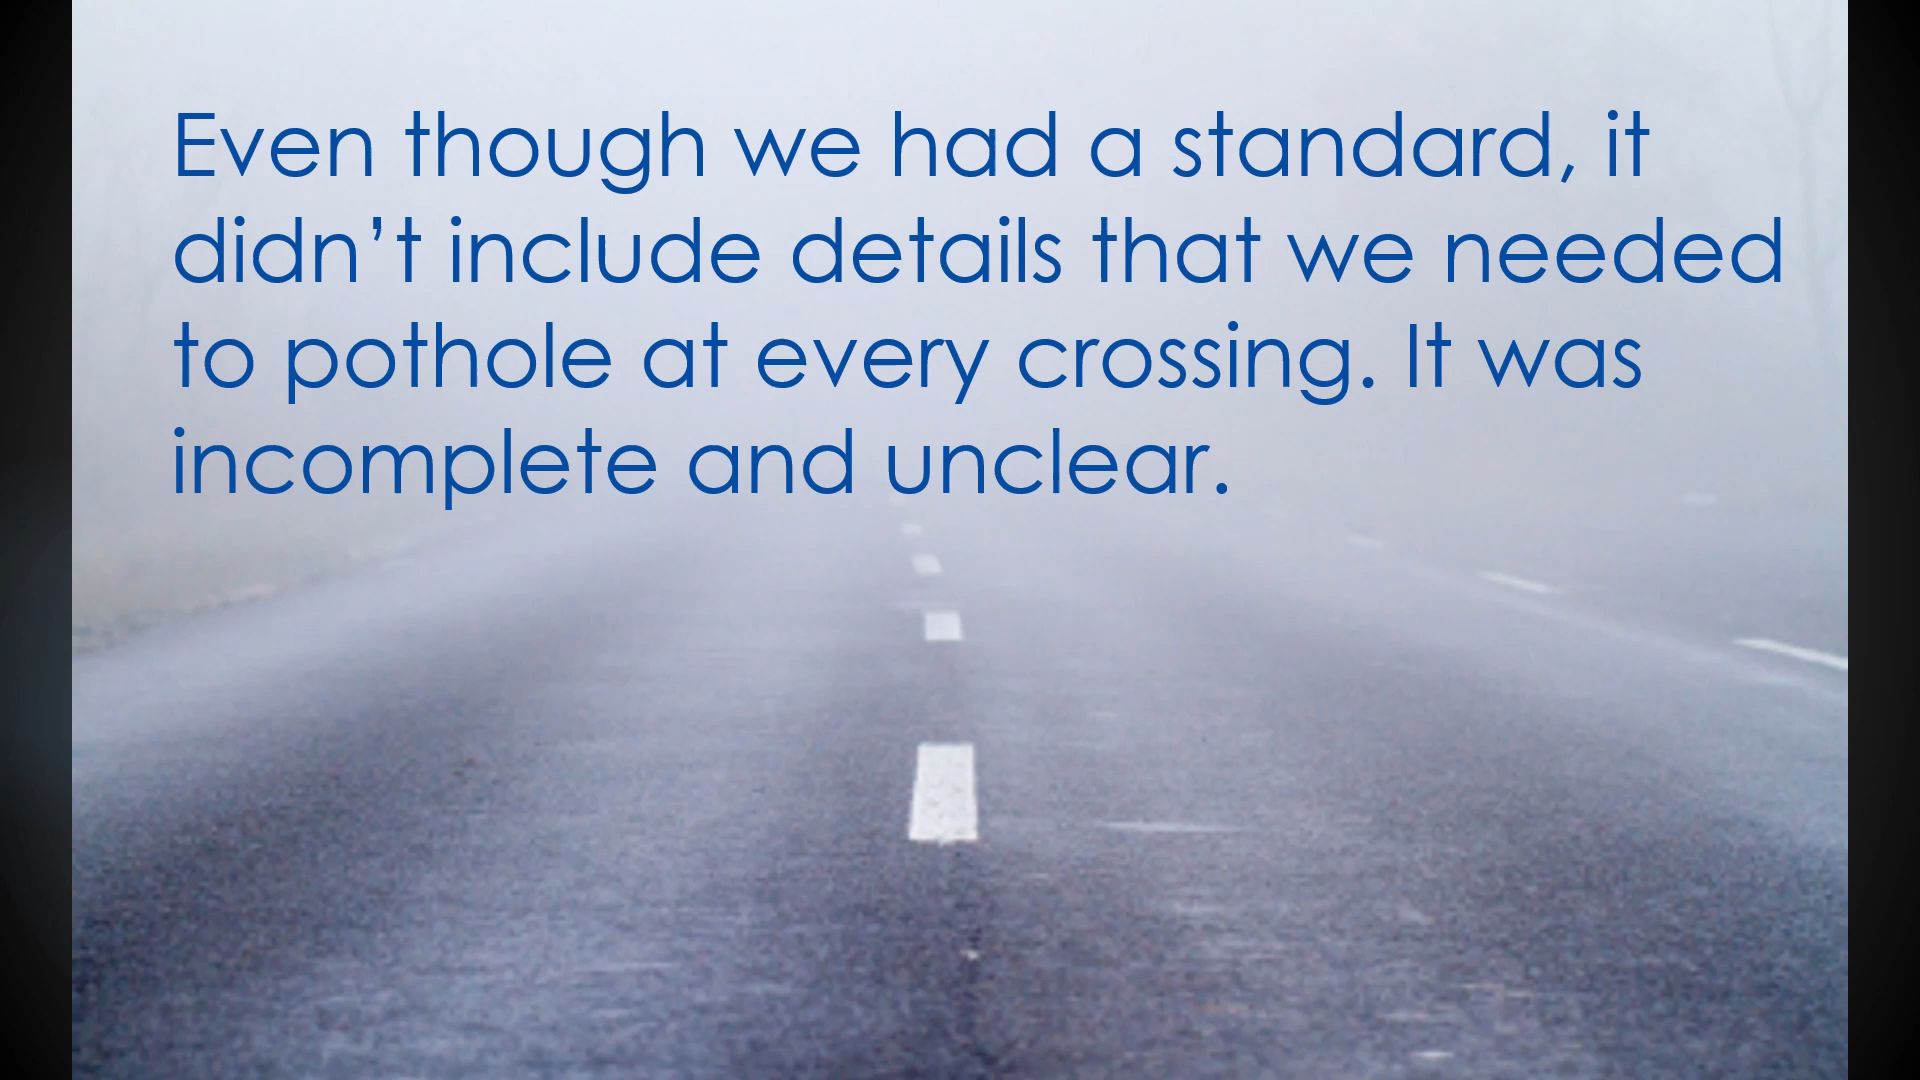 Even though we had a standard, it
didn’t include details that we needed
to pothole at every crossing. It was
incomplete and unclear.